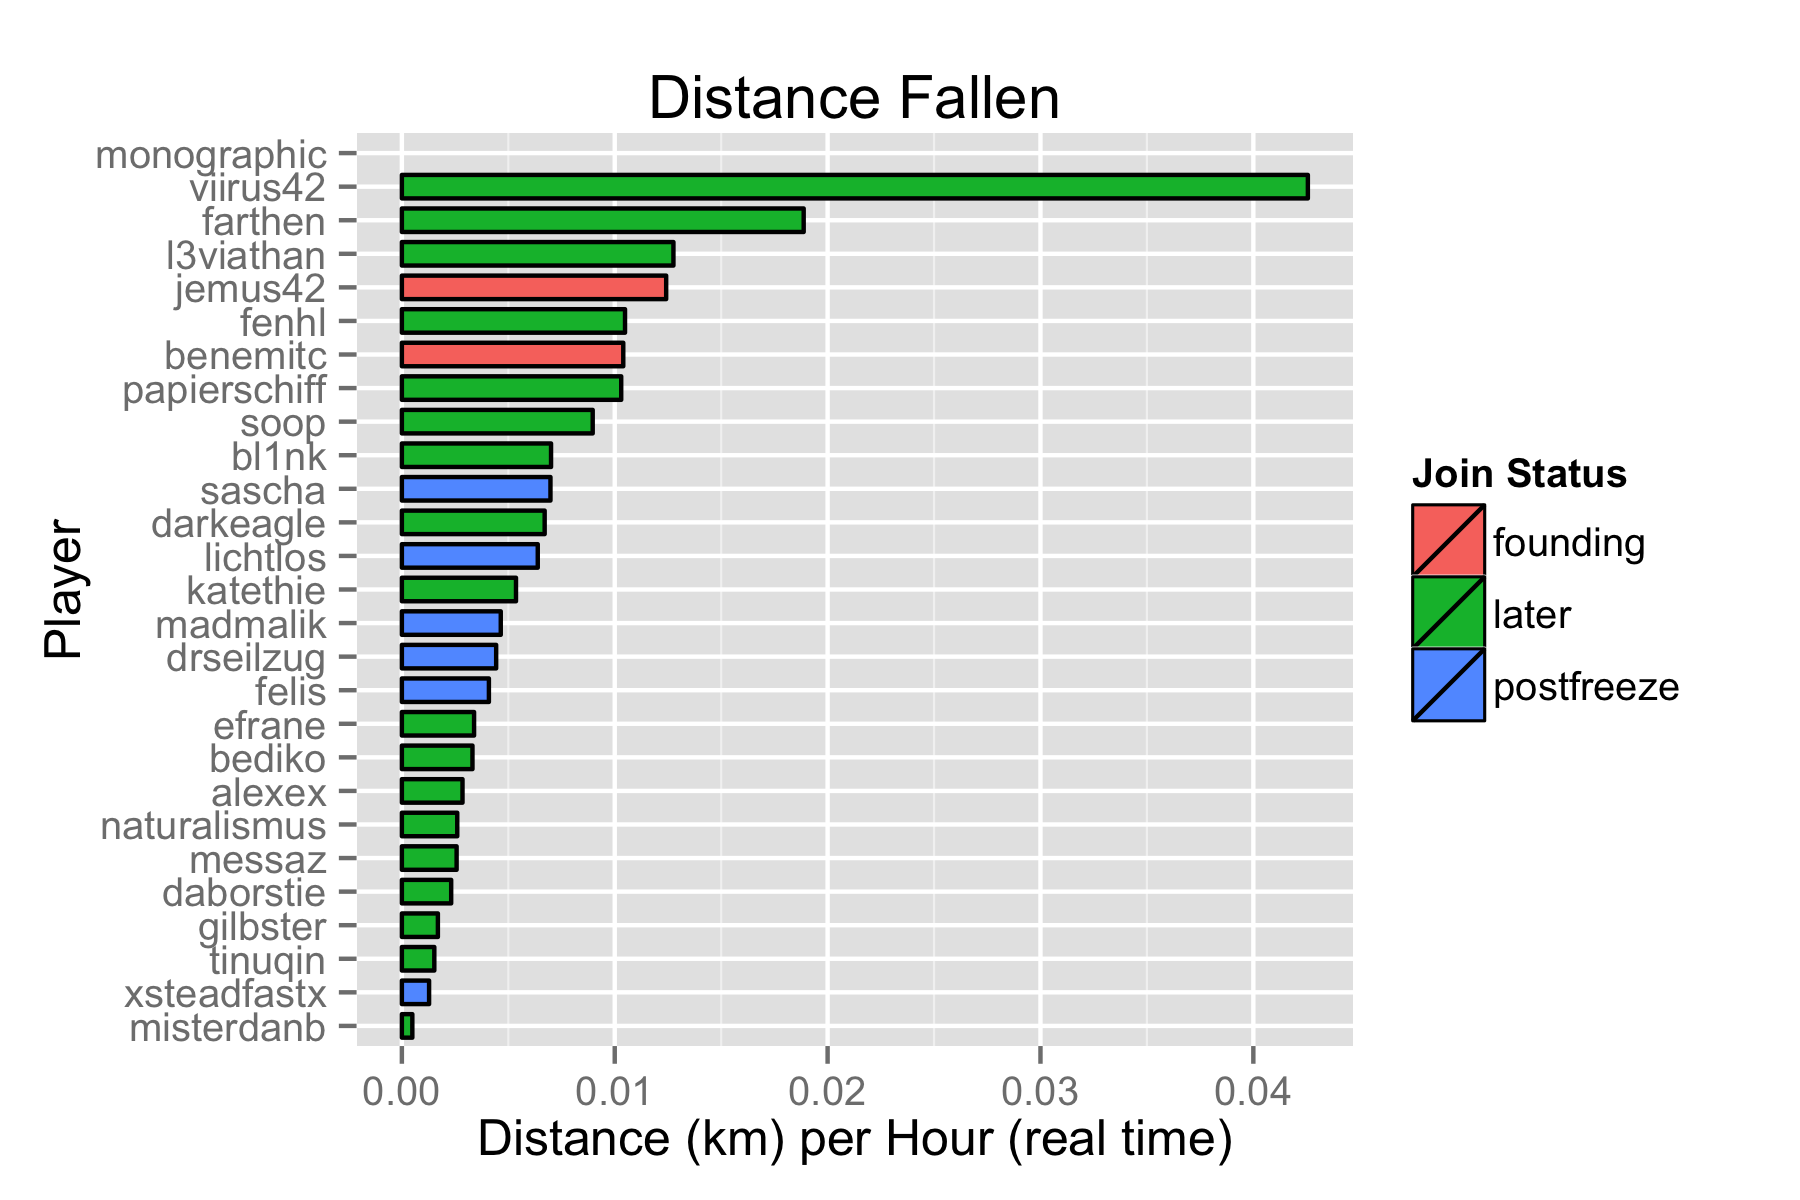 Distance Fallen
Player
monographic
viirus42
farthen
l3viathan
jemus42
fenhl
benemitc
papierschiff
soop
bl1nk
sascha
darkeagle
lichtlos
katethie
madmalik
drseilzug
felis
efrane
bediko
alexex
naturalismus
messaz
daborstie
gilbster
tinuqin
xsteadfastx
misterdanb
0.00 0.01 0.02 0.03 0.04
Distance (km) per Hour (real time)
Join Status
founding
later
postfreeze